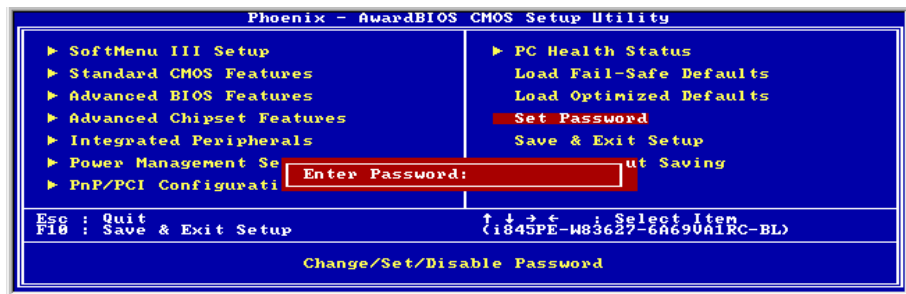 Phoenix - AwardBIOS CMOS Setup Utility
► SoftMenu III Setup
► Standard CMOS Features
► Advanced BIOS Features
► Advanced Chipset Features
► Integrated Peripherals
► Power Management Se
► PnP/PCI Configurati
► PC Health Status
Load Fail-Safe Defaults
Load Optimized Defaults
Set Password
Save & Exit Setup
ut Saving
Enter Password:
Esc : Quit
F10 : Save & Exit Setup
↑ ↓ → ← : Select Item
(i845PE-W83627-6A69VA1RC-BL)
Change/Set/Disable Password